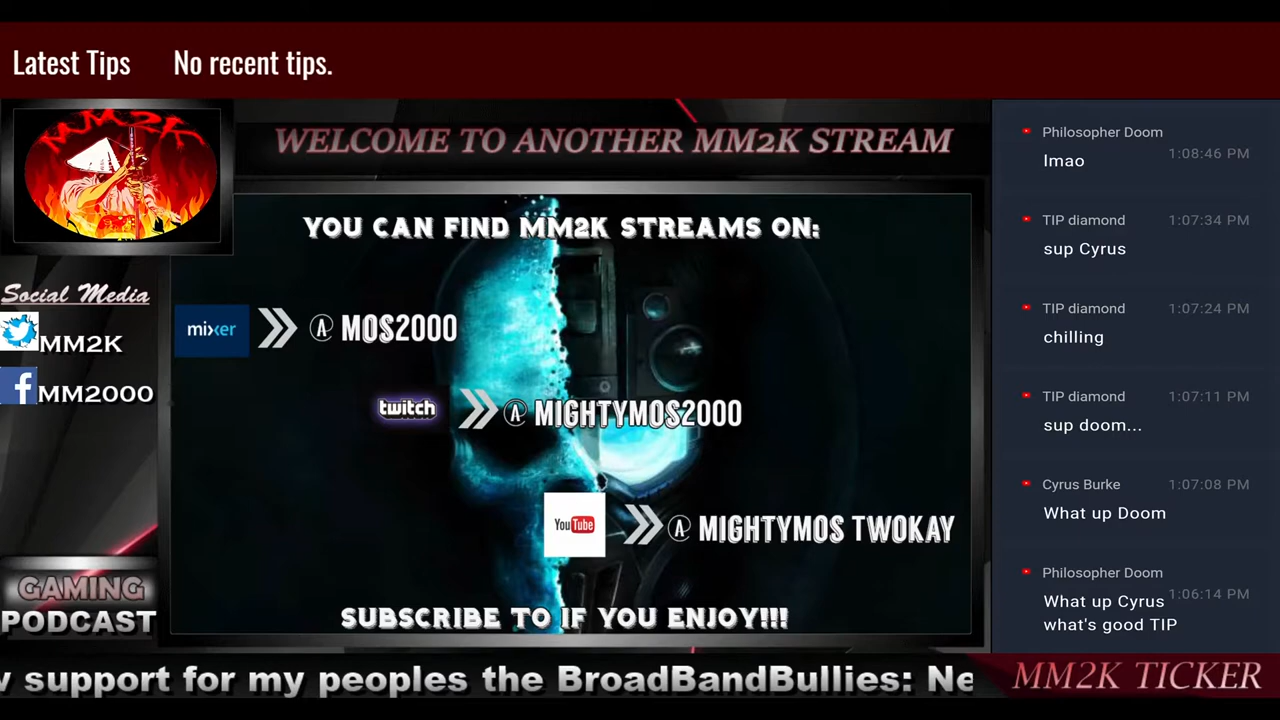 Latest Tips No recent tips.
MM2K
WELCOME TO ANOTHER MM2K STREAM
YOU CAN FIND MM2K STREAMS ON:
Social Media
MM2K
MM2000
mixer @ MOS2000
twitch @ MIGHTYMOS2000
YouTube @ MIGHTYMOS TWOKAY
SUBSCRIBE TO IF YOU ENJOY!!!
GAMING
PODCAST
Philosopher Doom
lmao 1:08:46 PM
TIP diamond 1:07:34 PM
sup Cyrus
TIP diamond 1:07:24 PM
chilling
TIP diamond 1:07:11 PM
sup doom...
Cyrus Burke 1:07:08 PM
What up Doom
Philosopher Doom
What up Cyrus 1:06:14 PM
what's good TIP
support for my peoples the BroadBandBullies: Ne
MM2K TICKER